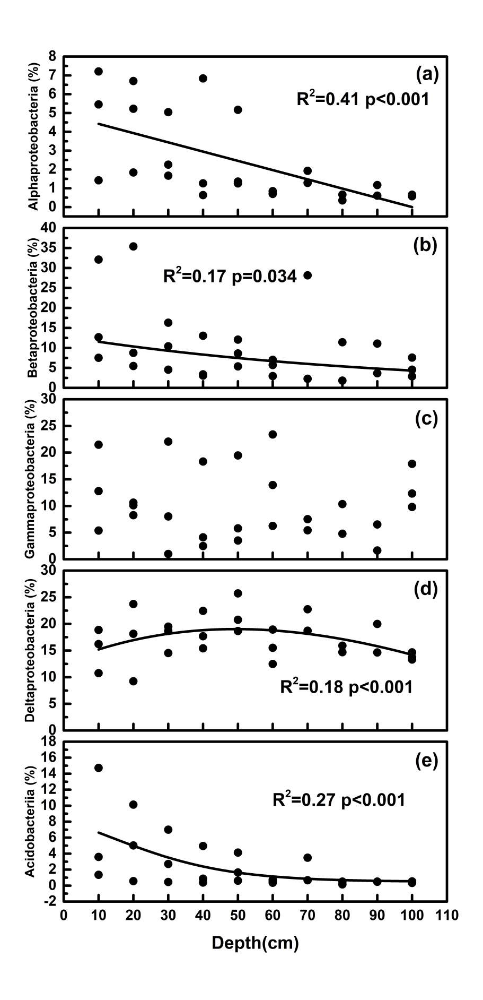 Alphaproteobacteria (%)
8
7
6
5
4
3
2
1
0
(a)
R²=0.41 p<0.001
Betaproteobacteria (%)
40
35
30
25
20
15
10
5
0
(b)
R²=0.17 p=0.034
Gammaproteobacteria (%)
30
25
20
15
10
5
0
(c)
Deltaproteobacteria (%)
30
25
20
15
10
5
0
(d)
R²=0.18 p<0.001
Acidobacteriia (%)
18
16
14
12
10
8
6
4
2
0
-2
(e)
R²=0.27 p<0.001
0 10 20 30 40 50 60 70 80 90 100 110
Depth(cm)